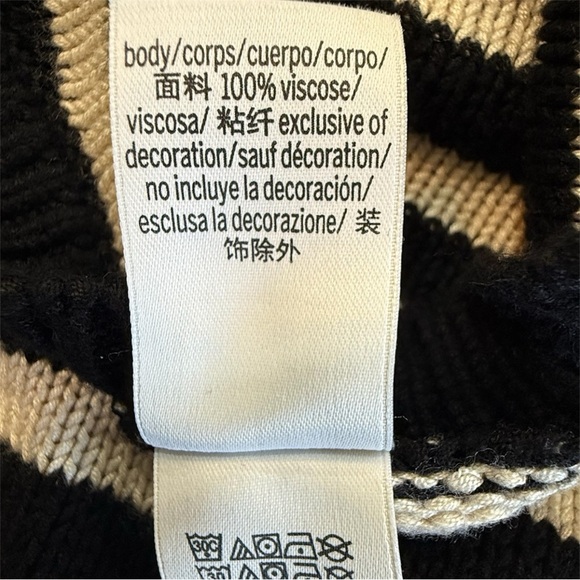 body/corps/cuerpo/corpo/
面料 100% viscose/
viscosa/ 粘纤 exclusive of
decoration/sauf décoration/
no incluye la decoración/
esclusa la decorazione/ 装
饰除外
30C